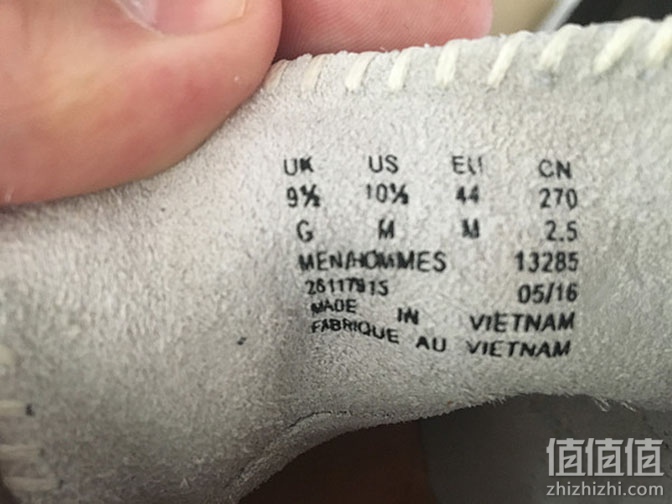 UK US EU CN
9½ 10½ 44 270
G M M 2.5
MEN/HOMMES 13285
26117915 05/16
MADE IN VIETNAM
FABRIQUE AU VIETNAM
值值值
zhizhizhi.com